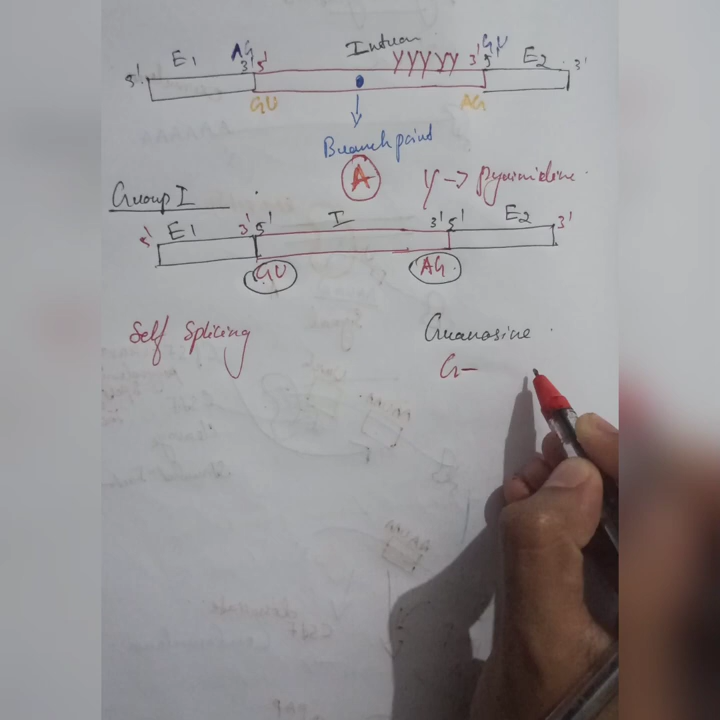 5' E1 AG 3' 5' Intron YYYYY 3' GU 5' E2 3'
GU AG
Branch point
A Y -> pyrimidine
Group I
5' E1 3' 5' I 3' 5' E2 3'
GU AG
Self Splicing Guanosine
G-